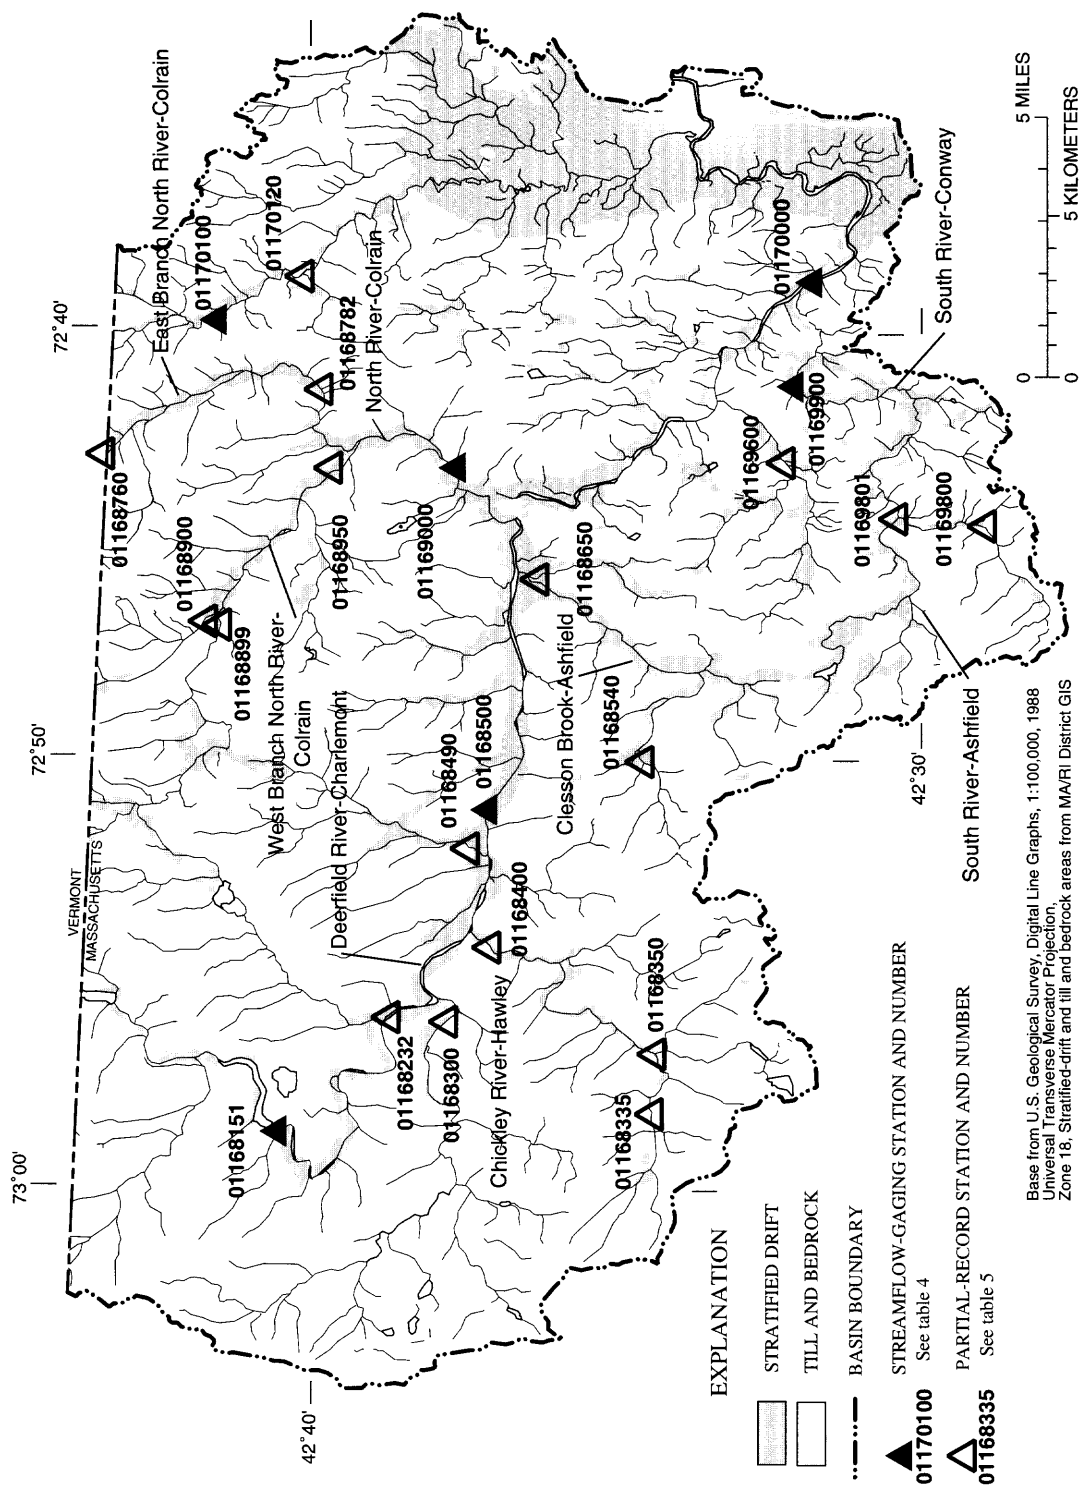 73°00'
72°50'
72°40'
VERMONT
MASSACHUSETTS
42°40'
42°30'
01168151
01168232
01168300
Chickley River-Hawley
01168335
01168350
01168400
Deerfield River-Charlemont
01168490
01168500
01168540
Clesson Brook-Ashfield
01168650
West Branch North River-
Colrain
01168899
01168900
01168950
01168760
East Branch North River-Colrain
01168782
North River-Colrain
01169000
01170100
01170120
01170000
01169900
01169600
01169801
01169800
South River-Conway
South River-Ashfield
EXPLANATION
STRATIFIED DRIFT
TILL AND BEDROCK
BASIN BOUNDARY
01170100
STREAMFLOW-GAGING STATION AND NUMBER
See table 4
01168335
PARTIAL-RECORD STATION AND NUMBER
See table 5
Base from U.S. Geological Survey, Digital Line Graphs, 1:100,000, 1988
Universal Transverse Mercator Projection,
Zone 18, Stratified-drift and till and bedrock areas from MA/RI District GIS
0 5 MILES
0 5 KILOMETERS